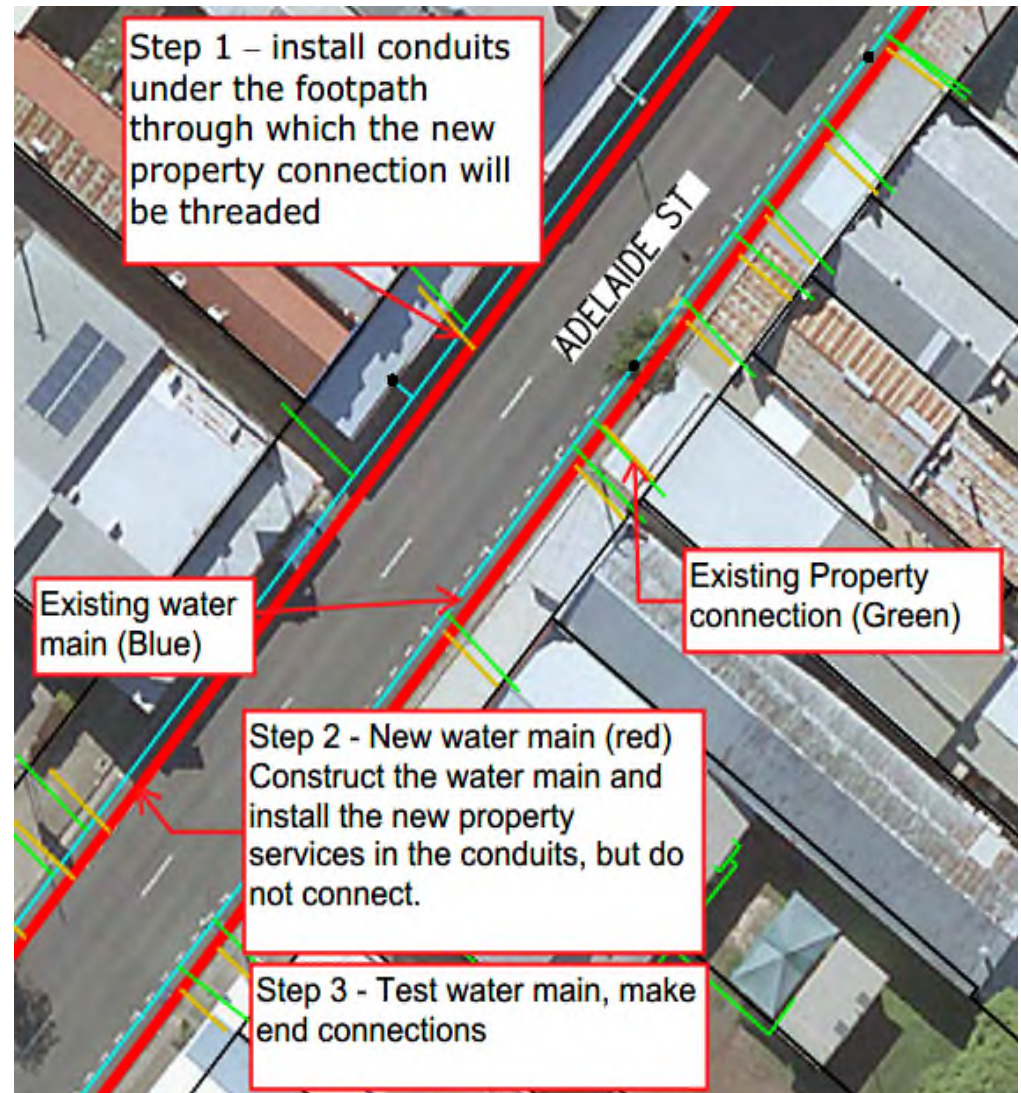 Step 1 – install conduits
under the footpath
through which the new
property connection will
be threaded
ADELAIDE ST
Existing Property
connection (Green)
Existing water
main (Blue)
Step 2 - New water main (red)
Construct the water main and
install the new property
services in the conduits, but do
not connect.
Step 3 - Test water main, make
end connections